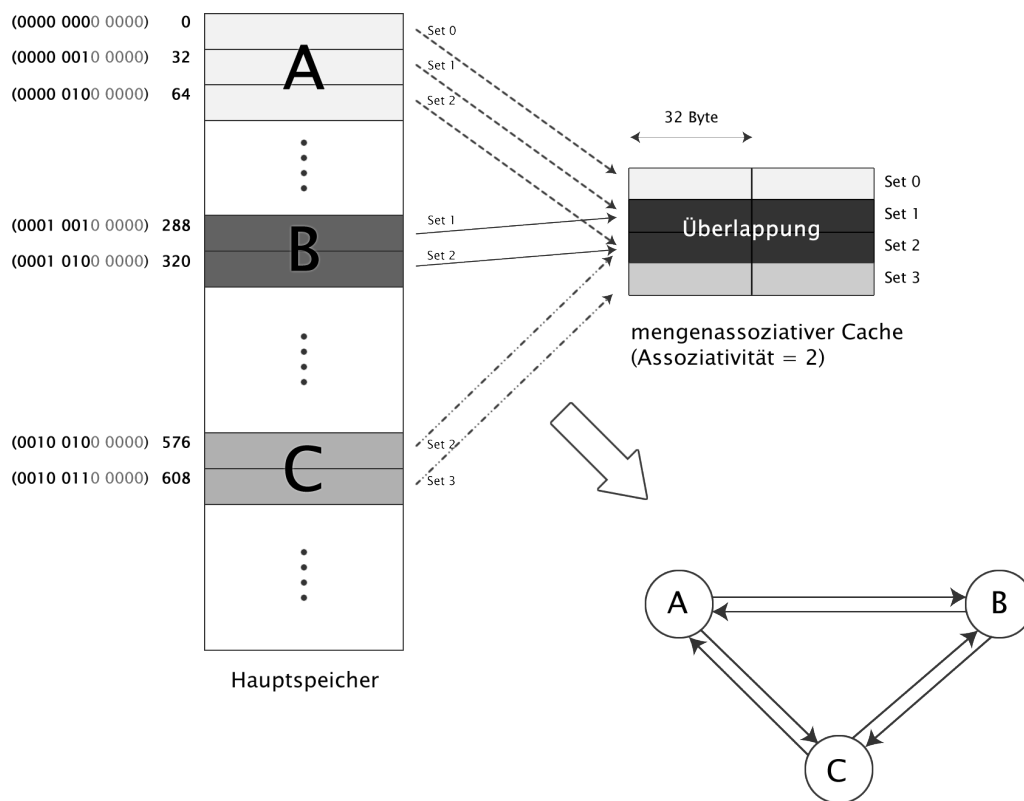 (0000 0000 0000) 0
(0000 0010 0000) 32
(0000 0100 0000) 64
A
Set 0
Set 1
Set 2
32 Byte
Set 0
Set 1
Set 2
Set 3
Überlappung
mengenassoziativer Cache
(Assoziativität = 2)
(0001 0010 0000) 288
(0001 0100 0000) 320
B
Set 1
Set 2
(0010 0100 0000) 576
(0010 0110 0000) 608
C
Set 2
Set 3
Hauptspeicher
A
B
C